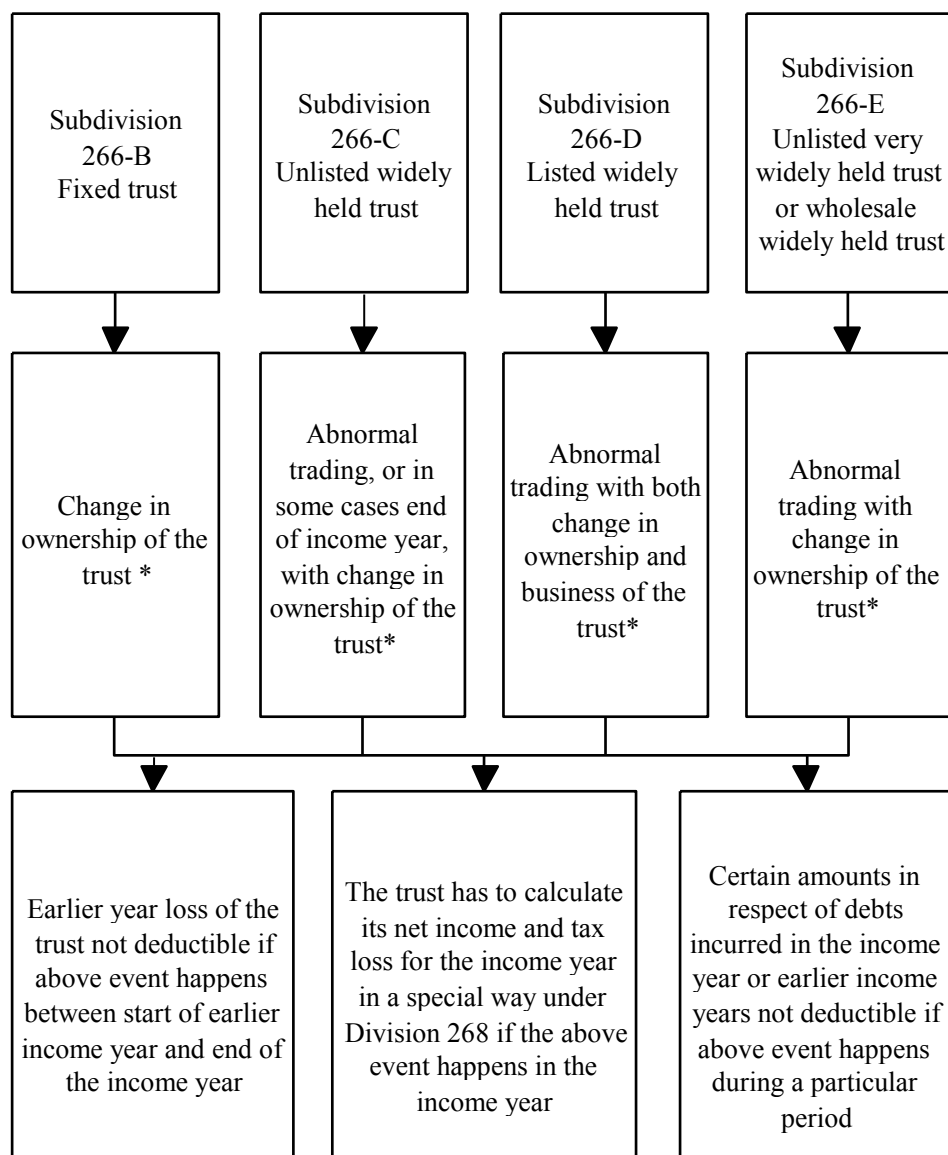 Subdivision
266-B
Fixed trust
Subdivision
266-C
Unlisted widely
held trust
Subdivision
266-D
Listed widely
held trust
Subdivision
266-E
Unlisted very
widely held trust
or wholesale
widely held trust
Change in
ownership of the
trust *
Abnormal
trading, or in
some cases end
of income year,
with change in
ownership of the
trust*
Abnormal
trading with both
change in
ownership and
business of the
trust*
Abnormal
trading with
change in
ownership of the
trust*
Earlier year loss of the
trust not deductible if
above event happens
between start of earlier
income year and end of
the income year
The trust has to calculate
its net income and tax
loss for the income year
in a special way under
Division 268 if the above
event happens in the
income year
Certain amounts in
respect of debts
incurred in the income
year or earlier income
years not deductible if
above event happens
during a particular
period